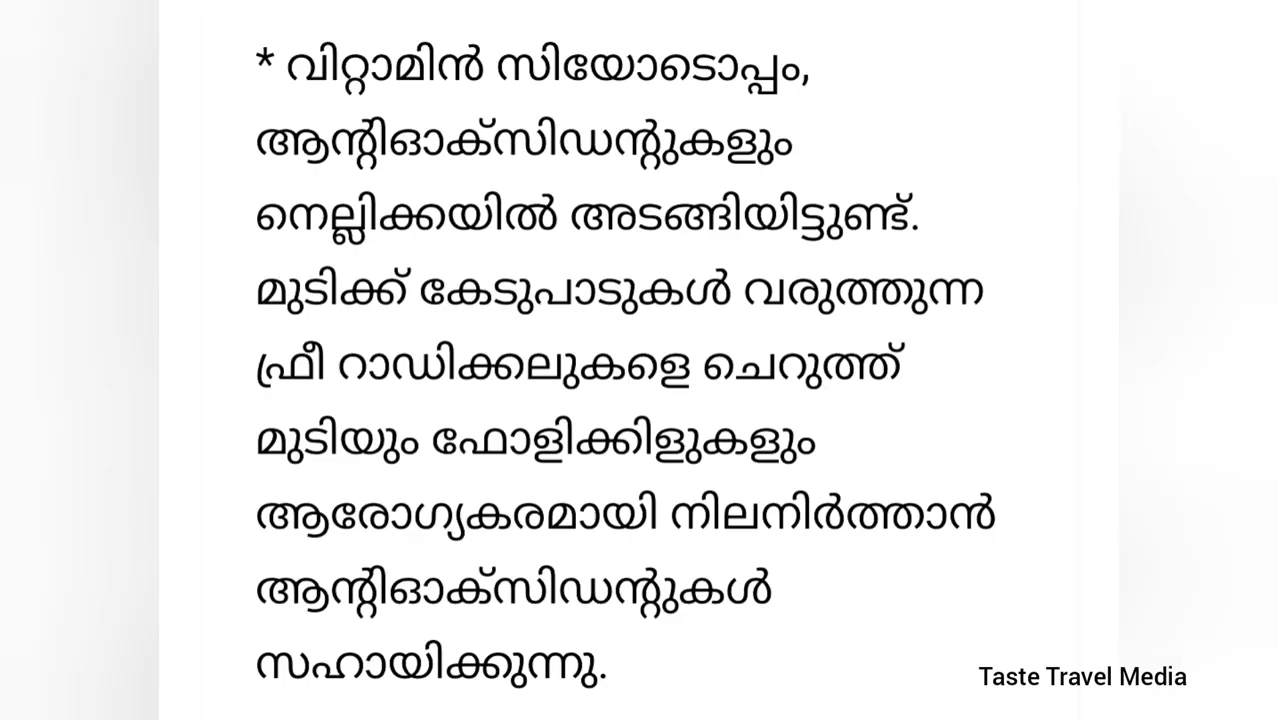 * വിറ്റാമിൻ സിയോടൊപ്പം,
ആന്റിഓക്സിഡന്റുകളും
നെല്ലിക്കയിൽ അടങ്ങിയിട്ടുണ്ട്.
മുടിക്ക് കേടുപാടുകൾ വരുത്തുന്ന
ഫ്രീ റാഡിക്കലുകളെ ചെറുത്ത്
മുടിയും ഫോളിക്കിളുകളും
ആരോഗ്യകരമായി നിലനിർത്താൻ
ആന്റിഓക്സിഡന്റുകൾ
സഹായിക്കുന്നു.
Taste Travel Media